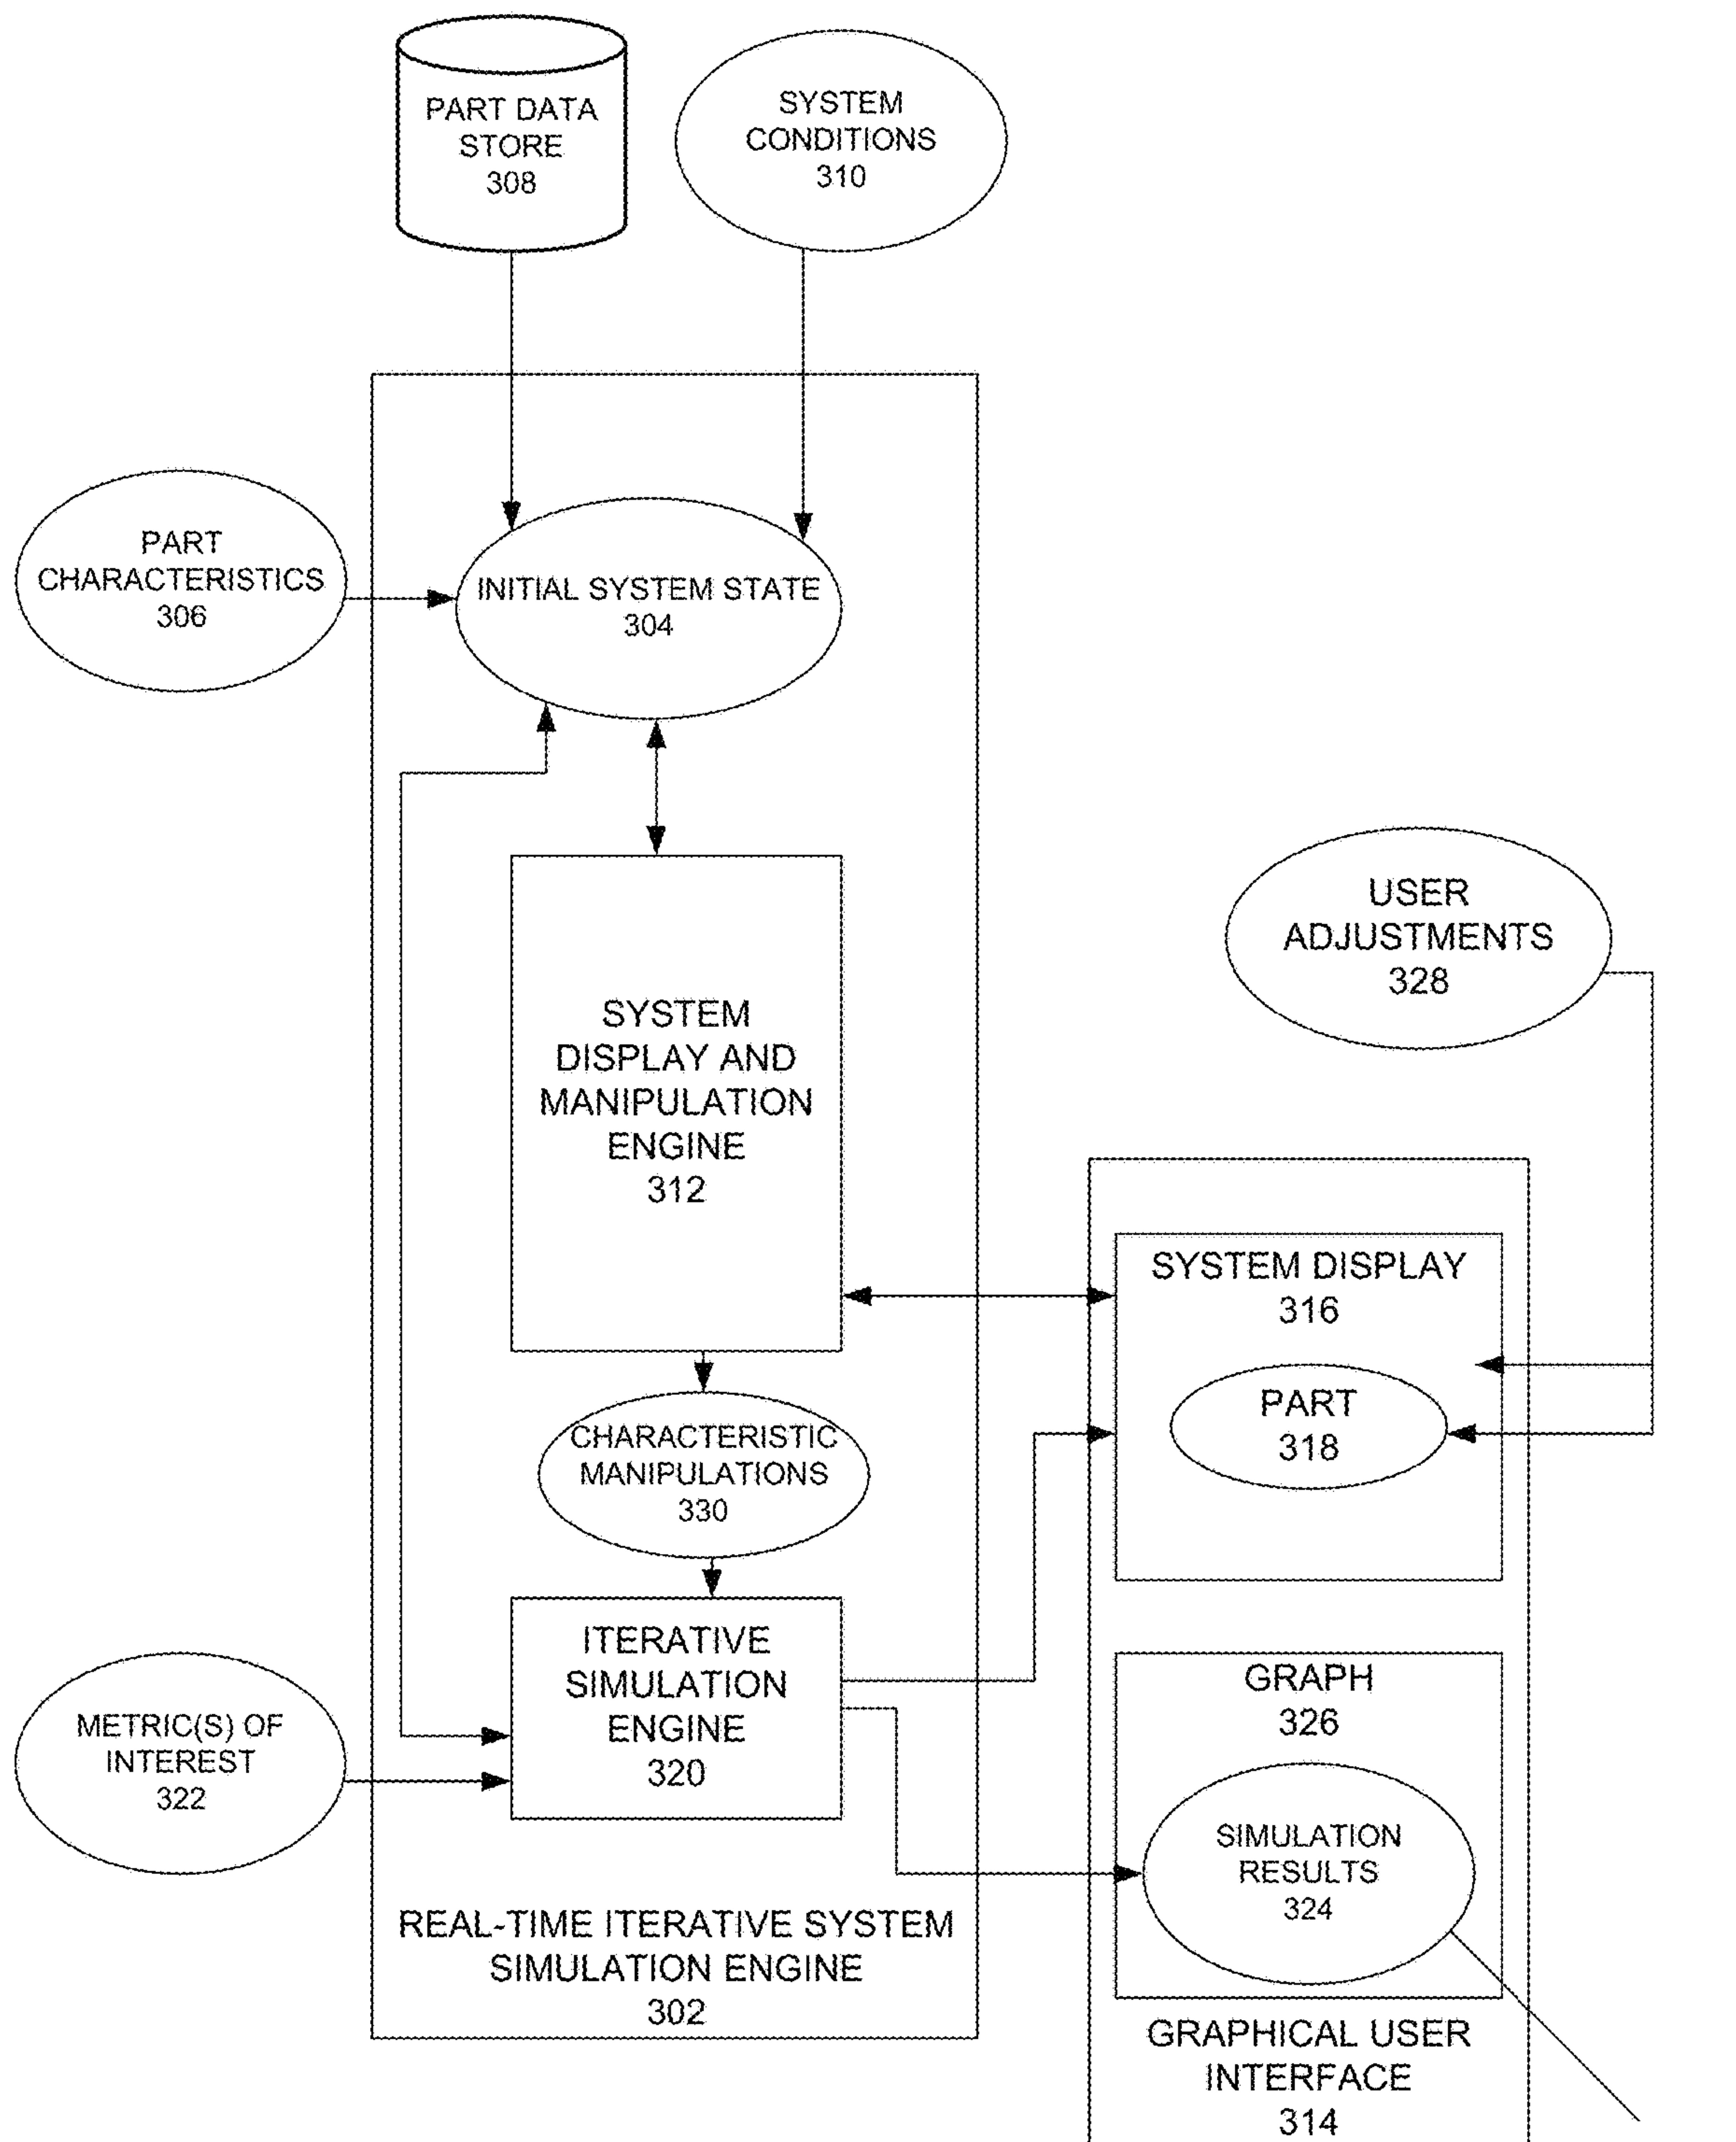 PART DATA
STORE
308
SYSTEM
CONDITIONS
310
PART
CHARACTERISTICS
306
INITIAL SYSTEM STATE
304
USER
ADJUSTMENTS
328
SYSTEM
DISPLAY AND
MANIPULATION
ENGINE
312
SYSTEM DISPLAY
316
PART
318
CHARACTERISTIC
MANIPULATIONS
330
ITERATIVE
SIMULATION
ENGINE
320
METRIC(S) OF
INTEREST
322
GRAPH
326
SIMULATION
RESULTS
324
REAL-TIME ITERATIVE SYSTEM
SIMULATION ENGINE
302
GRAPHICAL USER
INTERFACE
314